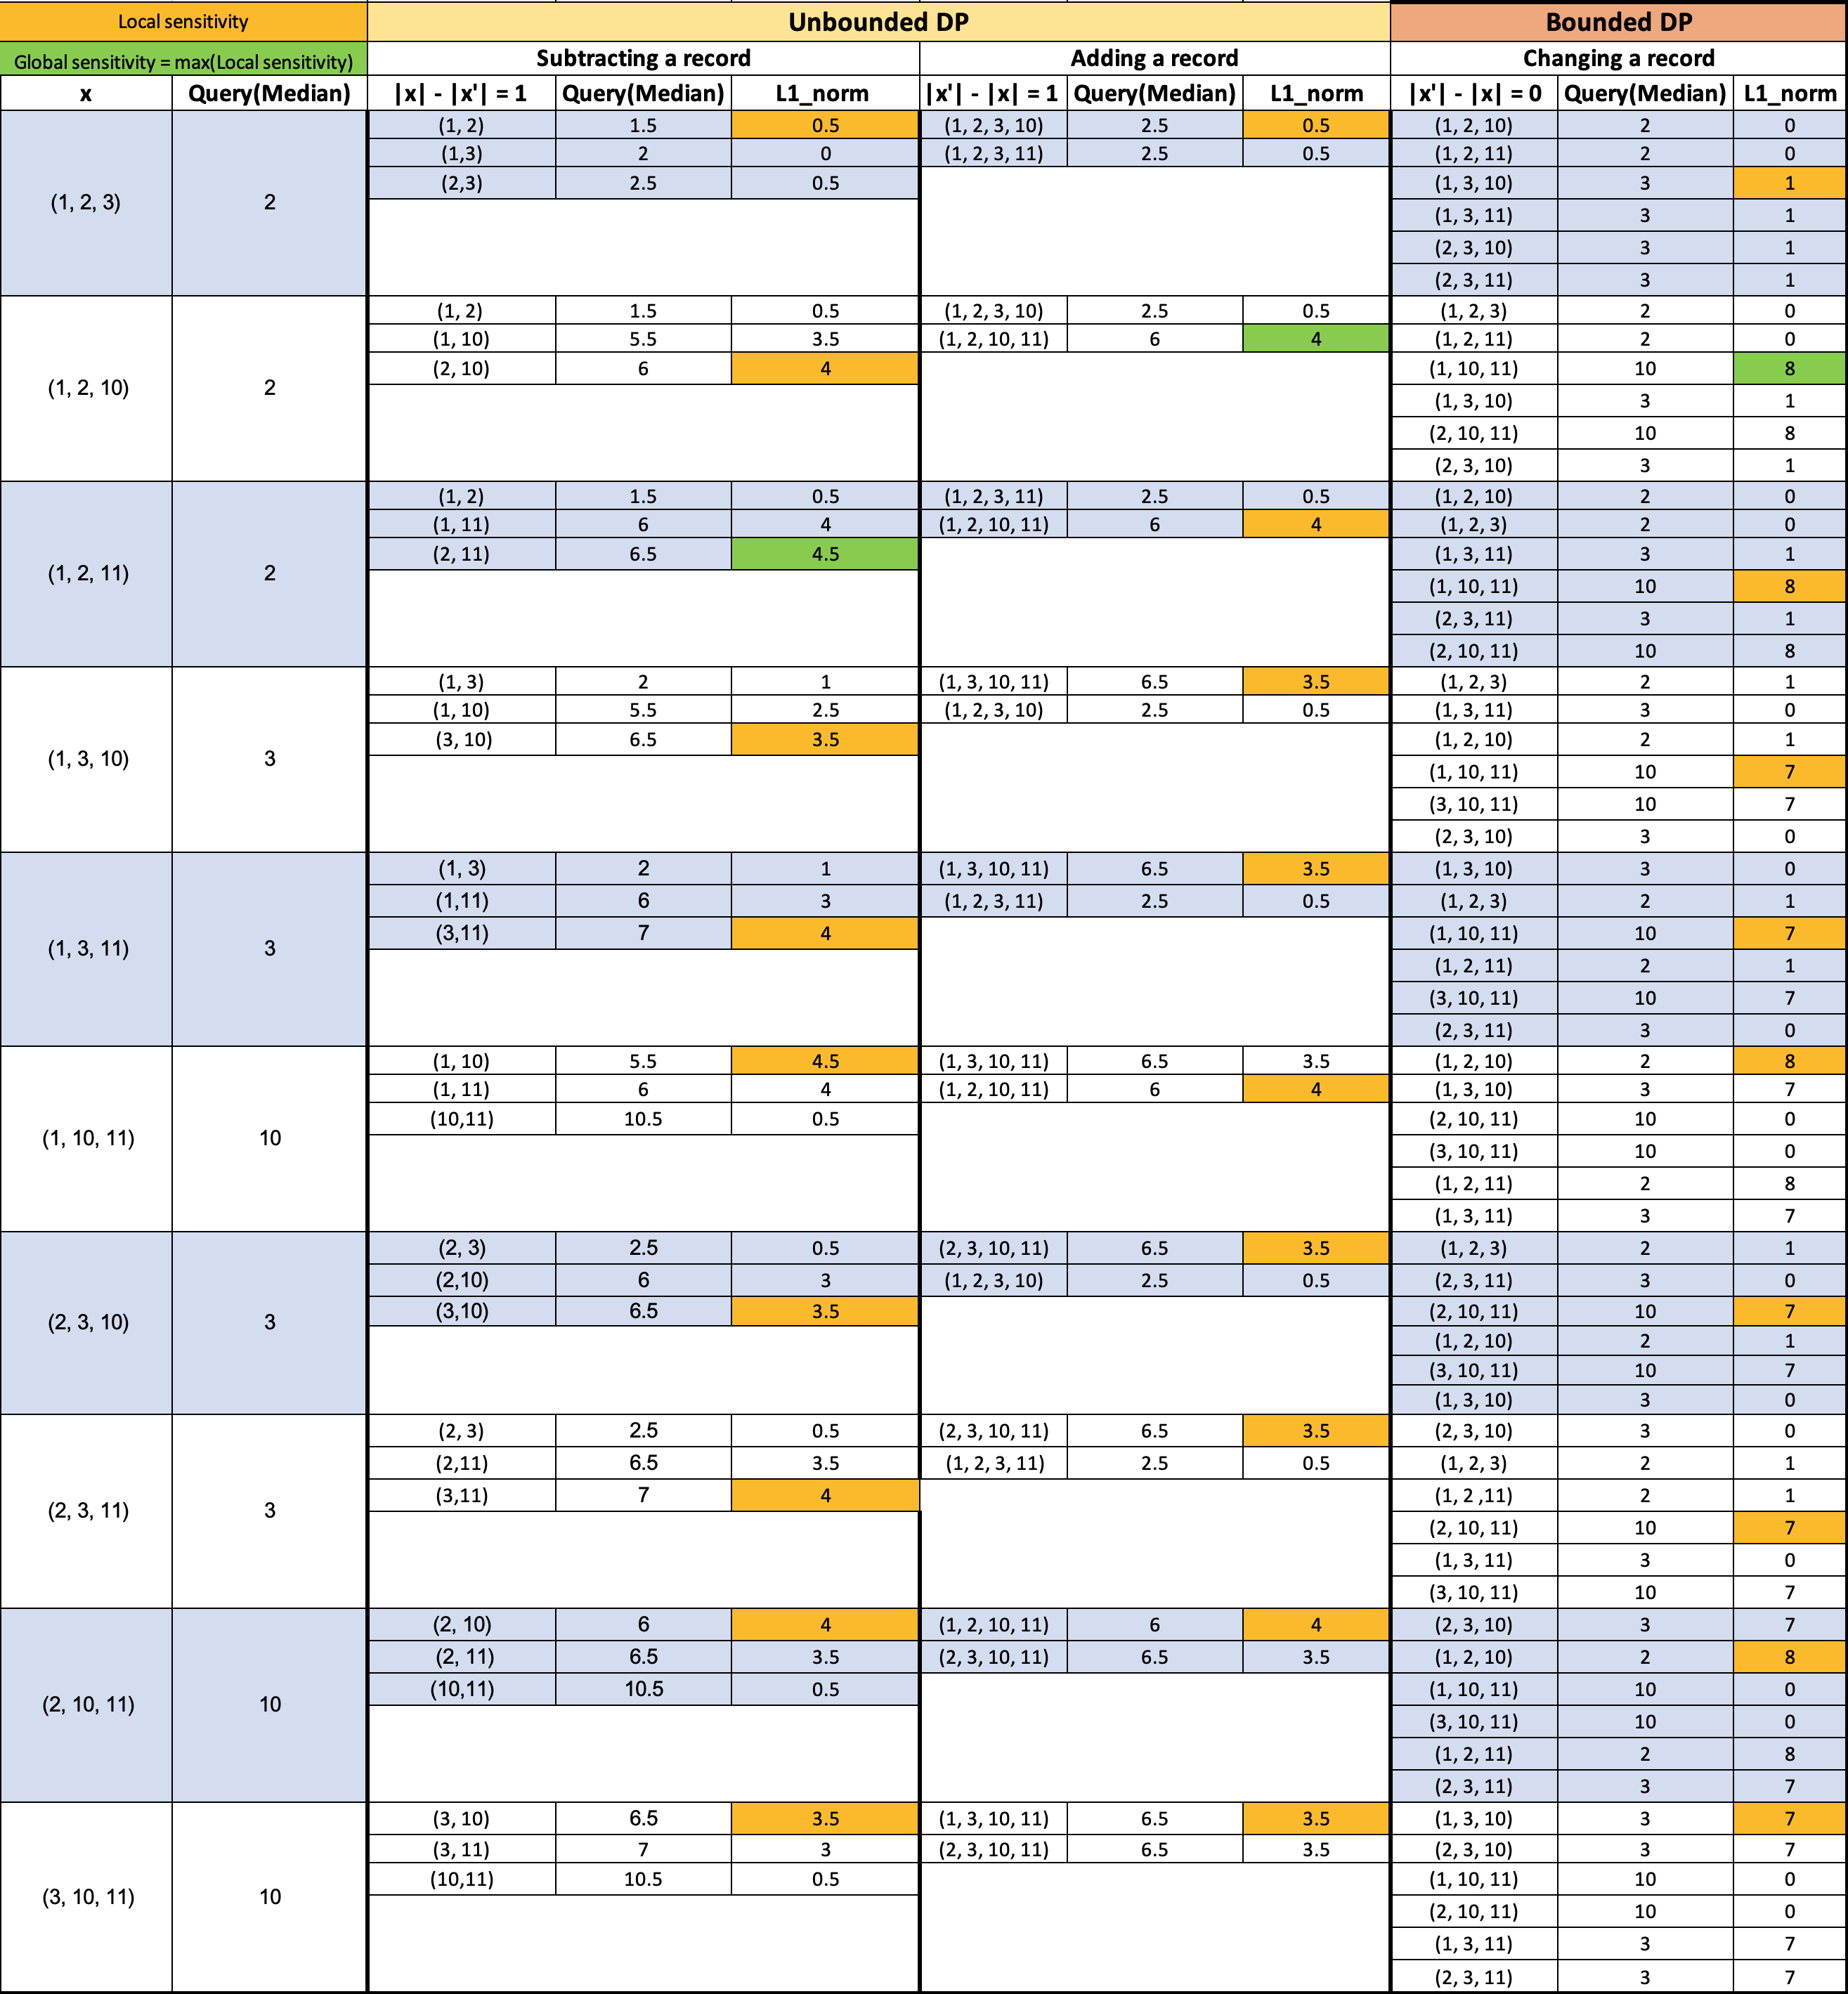 Local sensitivity Unbounded DP Bounded DP
Global sensitivity = max(Local sensitivity) Subtracting a record Adding a record Changing a record
x Query(Median) |x| - |x'| = 1 Query(Median) L1_norm |x'| - |x| = 1 Query(Median) L1_norm |x'| - |x| = 0 Query(Median) L1_norm
(1, 2, 3) 2
(1, 2) 1.5 0.5 (1, 2, 3, 10) 2.5 0.5 (1, 2, 10) 2 0
(1,3) 2 0 (1, 2, 3, 11) 2.5 0.5 (1, 2, 11) 2 0
(2,3) 2.5 0.5 (1, 3, 10) 3 1
(1, 3, 11) 3 1
(2, 3, 10) 3 1
(2, 3, 11) 3 1
(1, 2, 10) 2
(1, 2) 1.5 0.5 (1, 2, 3, 10) 2.5 0.5 (1, 2, 3) 2 0
(1, 10) 5.5 3.5 (1, 2, 10, 11) 6 4 (1, 2, 11) 2 0
(2, 10) 6 4 (1, 10, 11) 10 8
(1, 3, 10) 3 1
(2, 10, 11) 10 8
(2, 3, 10) 3 1
(1, 2, 11) 2
(1, 2) 1.5 0.5 (1, 2, 3, 11) 2.5 0.5 (1, 2, 10) 2 0
(1, 11) 6 4 (1, 2, 10, 11) 6 4 (1, 2, 3) 2 0
(2, 11) 6.5 4.5 (1, 3, 11) 3 1
(1, 10, 11) 10 8
(2, 3, 11) 3 1
(2, 10, 11) 10 8
(1, 3, 10) 3
(1, 3) 2 1 (1, 3, 10, 11) 6.5 3.5 (1, 2, 3) 2 1
(1, 10) 5.5 2.5 (1, 2, 3, 10) 2.5 0.5 (1, 3, 11) 3 0
(3, 10) 6.5 3.5 (1, 2, 10) 2 1
(1, 10, 11) 10 7
(3, 10, 11) 10 7
(2, 3, 10) 3 0
(1, 3, 11) 3
(1, 3) 2 1 (1, 3, 10, 11) 6.5 3.5 (1, 3, 10) 3 0
(1,11) 6 3 (1, 2, 3, 11) 2.5 0.5 (1, 2, 3) 2 1
(3,11) 7 4 (1, 10, 11) 10 7
(1, 2, 11) 2 1
(3, 10, 11) 10 7
(2, 3, 11) 3 0
(1, 10, 11) 10
(1, 10) 5.5 4.5 (1, 3, 10, 11) 6.5 3.5 (1, 2, 10) 2 8
(1, 11) 6 4 (1, 2, 10, 11) 6 4 (1, 3, 10) 3 7
(10,11) 10.5 0.5 (2, 10, 11) 10 0
(3, 10, 11) 10 0
(1, 2, 11) 2 8
(1, 3, 11) 3 7
(2, 3, 10) 3
(2, 3) 2.5 0.5 (2, 3, 10, 11) 6.5 3.5 (1, 2, 3) 2 1
(2,10) 6 3 (1, 2, 3, 10) 2.5 0.5 (2, 3, 11) 3 0
(3,10) 6.5 3.5 (2, 10, 11) 10 7
(1, 2, 10) 2 1
(3, 10, 11) 10 7
(1, 3, 10) 3 0
(2, 3, 11) 3
(2, 3) 2.5 0.5 (2, 3, 10, 11) 6.5 3.5 (2, 3, 10) 3 0
(2,11) 6.5 3.5 (1, 2, 3, 11) 2.5 0.5 (1, 2, 3) 2 1
(3,11) 7 4 (1, 2 ,11) 2 1
(2, 10, 11) 10 7
(1, 3, 11) 3 0
(3, 10, 11) 10 7
(2, 10, 11) 10
(2, 10) 6 4 (1, 2, 10, 11) 6 4 (2, 3, 10) 3 7
(2, 11) 6.5 3.5 (2, 3, 10, 11) 6.5 3.5 (1, 2, 10) 2 8
(10,11) 10.5 0.5 (1, 10, 11) 10 0
(3, 10, 11) 10 0
(1, 2, 11) 2 8
(2, 3, 11) 3 7
(3, 10, 11) 10
(3, 10) 6.5 3.5 (1, 3, 10, 11) 6.5 3.5 (1, 3, 10) 3 7
(3, 11) 7 3 (2, 3, 10, 11) 6.5 3.5 (2, 3, 10) 3 7
(10,11) 10.5 0.5 (1, 10, 11) 10 0
(2, 10, 11) 10 0
(1, 3, 11) 3 7
(2, 3, 11) 3 7